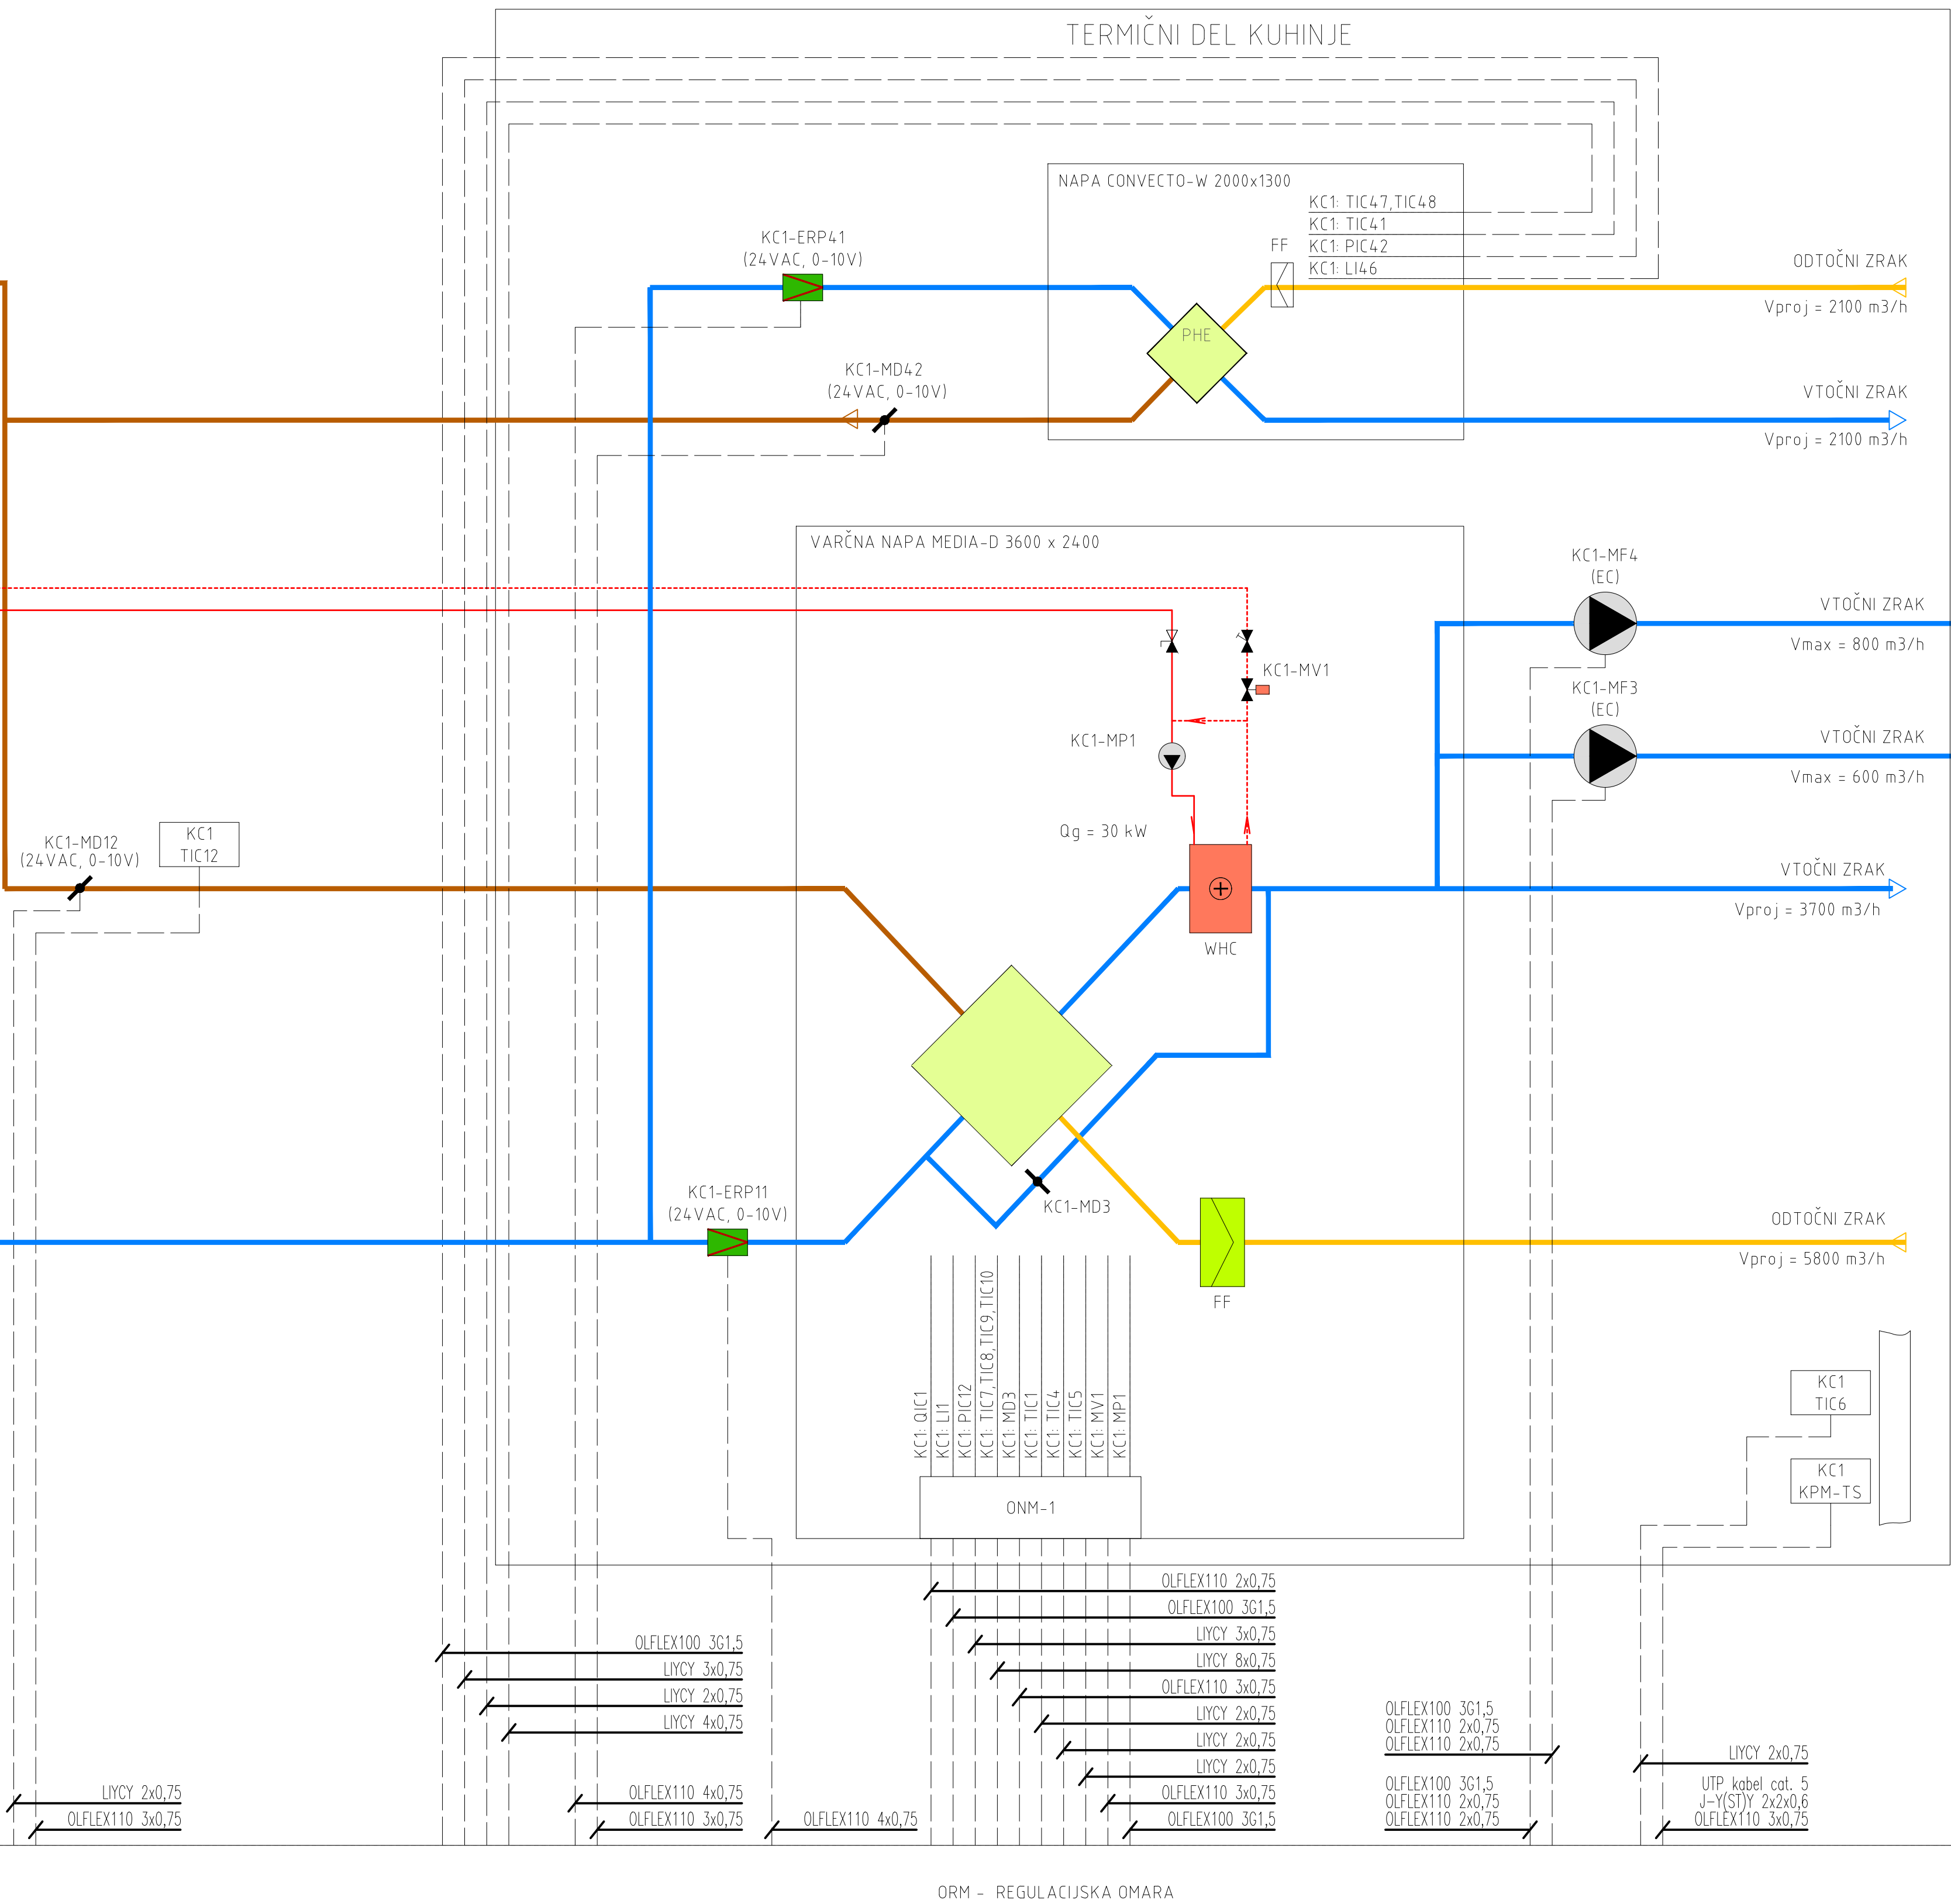 TERMIČNI DEL KUHINJE
NAPA CONVECTO-W 2000x1300
KC1: TIC47,TIC48
KC1: TIC41
KC1: PIC42
KC1: LI46
FF
PHE
KC1-ERP41
(24VAC, 0-10V)
ODTOČNI ZRAK
Vproj = 2100 m3/h
KC1-MD42
(24VAC, 0-10V)
VTOČNI ZRAK
Vproj = 2100 m3/h
VARČNA NAPA MEDIA-D 3600 x 2400
KC1-MF4
(EC)
VTOČNI ZRAK
Vmax = 800 m3/h
KC1-MV1
KC1-MF3
(EC)
KC1-MP1
VTOČNI ZRAK
Vmax = 600 m3/h
Qg = 30 kW
KC1-MD12
(24VAC, 0-10V)
KC1
TIC12
VTOČNI ZRAK
Vproj = 3700 m3/h
WHC
KC1-ERP11
(24VAC, 0-10V)
KC1-MD3
ODTOČNI ZRAK
Vproj = 5800 m3/h
FF
KC1: QIC1
KC1: LI1
KC1: PIC12
KC1: TIC7,TIC8,TIC9,TIC10
KC1: MD3
KC1: TIC1
KC1: TIC4
KC1: TIC5
KC1: MV1
KC1: MP1
ONM-1
KC1
TIC6
KC1
KPM-TS
OLFLEX110 2x0,75
OLFLEX100 3G1,5
LIYCY 3x0,75
LIYCY 8x0,75
OLFLEX110 3x0,75
LIYCY 2x0,75
LIYCY 2x0,75
LIYCY 2x0,75
OLFLEX110 3x0,75
OLFLEX100 3G1,5
OLFLEX100 3G1,5
LIYCY 3x0,75
LIYCY 2x0,75
LIYCY 4x0,75
OLFLEX110 4x0,75
OLFLEX110 3x0,75
OLFLEX110 4x0,75
LIYCY 2x0,75
OLFLEX110 3x0,75
OLFLEX100 3G1,5
OLFLEX110 2x0,75
OLFLEX110 2x0,75
OLFLEX100 3G1,5
OLFLEX110 2x0,75
OLFLEX110 2x0,75
LIYCY 2x0,75
UTP kabel cat. 5
J-Y(ST)Y 2x2x0,6
OLFLEX110 3x0,75
ORM - REGULACIJSKA OMARA